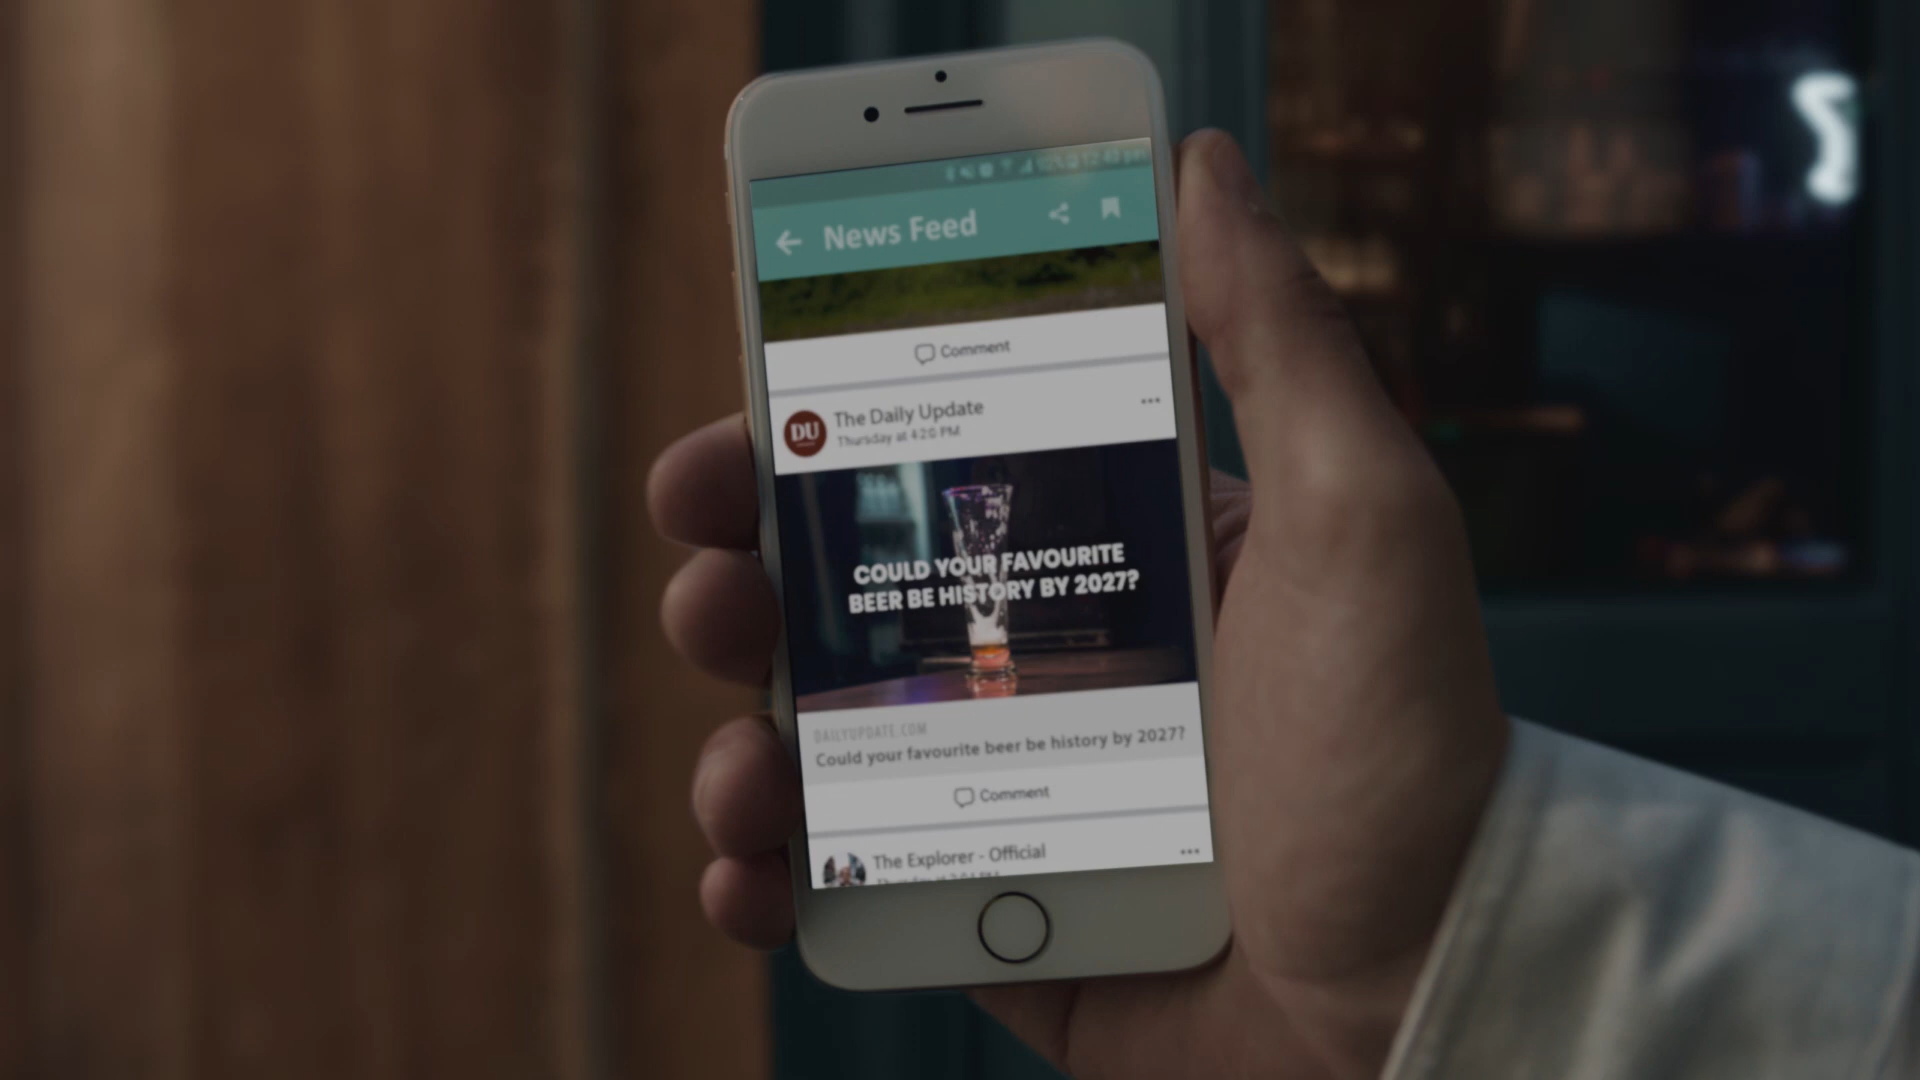 News Feed
Comment
DU
The Daily Update
Thursday at 4:20 PM
COULD YOUR FAVOURITE
BEER BE HISTORY BY 2027?
DAILYUPDATE.COM
Could your favourite beer be history by 2027?
Comment
The Explorer - Official